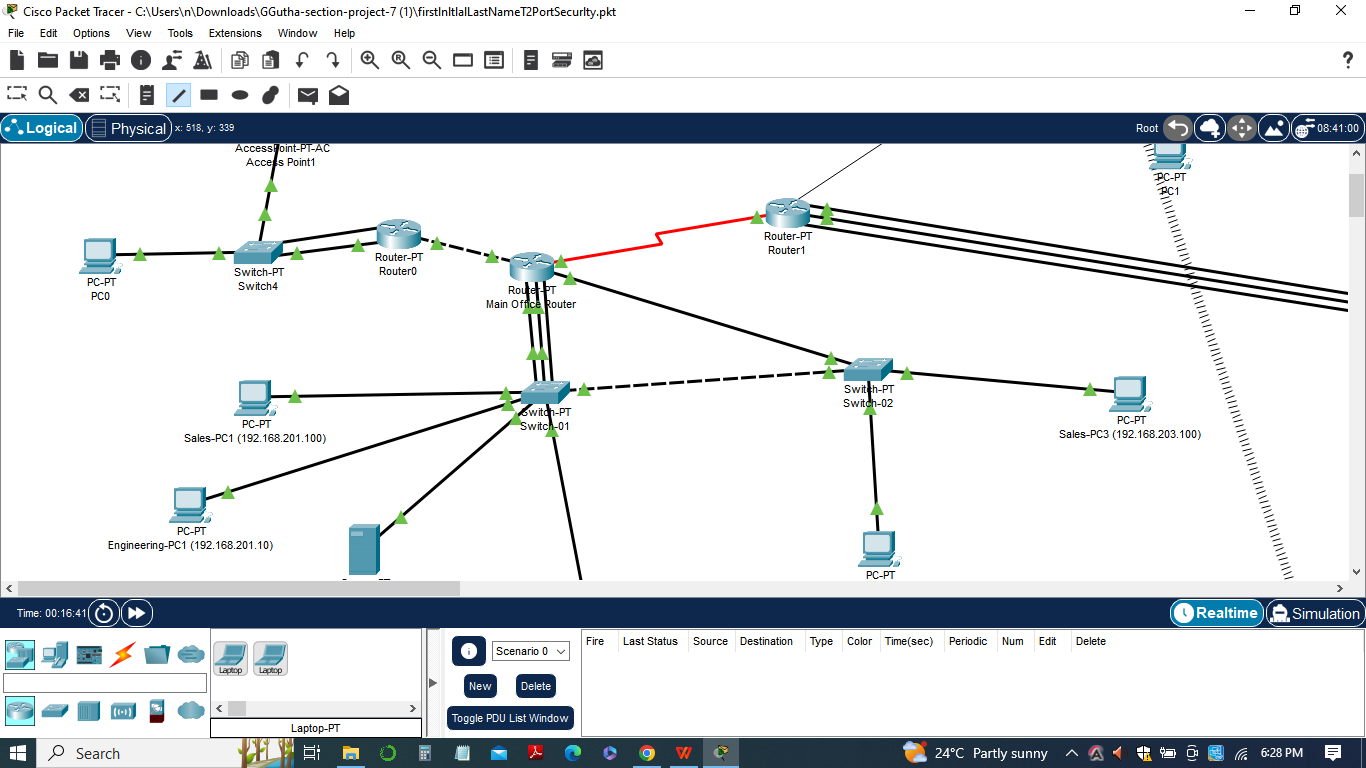 Cisco Packet Tracer - C:\Users\n\Downloads\GGutha-section-project-7 (1)\firstInItIalLastNameT2PortSecurIty.pkt
File Edit Options View Tools Extensions Window Help
Logical Physical x: 518, y: 339 Root 08:41:00
AccessPoint-PT-AC
Access Point1
PC-PT
PC1
Router-PT
Router1
Router-PT
Router0
Switch-PT
Switch4
PC-PT
PC0
Router-PT
Main Office Router
Switch-PT
Switch-02
Switch-PT
Switch-01
PC-PT
Sales-PC1 (192.168.201.100)
PC-PT
Sales-PC3 (192.168.203.100)
PC-PT
Engineering-PC1 (192.168.201.10)
PC-PT
Time: 00:16:41 Realtime Simulation
Laptop Laptop
Laptop-PT
Scenario 0
New Delete
Toggle PDU List Window
Fire Last Status Source Destination Type Color Time(sec) Periodic Num Edit Delete
Search 24°C Partly sunny 6:28 PM